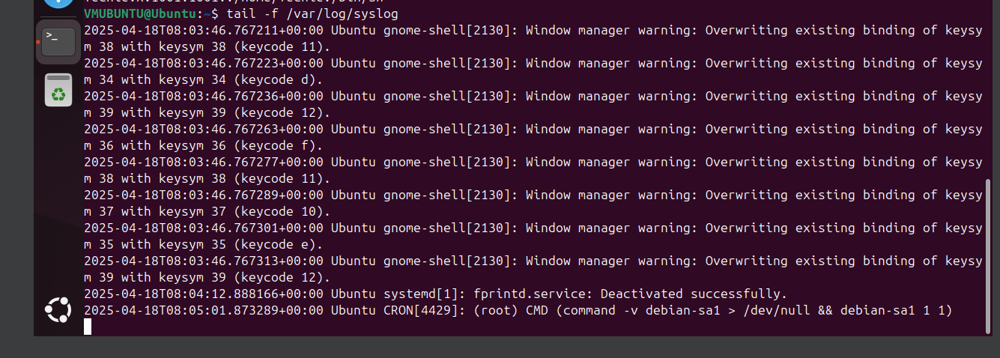 VMUBUNTU@Ubuntu:~$ tail -f /var/log/syslog
2025-04-18T08:03:46.767211+00:00 Ubuntu gnome-shell[2130]: Window manager warning: Overwriting existing binding of keysy
m 38 with keysym 38 (keycode 11).
2025-04-18T08:03:46.767223+00:00 Ubuntu gnome-shell[2130]: Window manager warning: Overwriting existing binding of keysy
m 34 with keysym 34 (keycode d).
2025-04-18T08:03:46.767236+00:00 Ubuntu gnome-shell[2130]: Window manager warning: Overwriting existing binding of keysy
m 39 with keysym 39 (keycode 12).
2025-04-18T08:03:46.767263+00:00 Ubuntu gnome-shell[2130]: Window manager warning: Overwriting existing binding of keysy
m 36 with keysym 36 (keycode f).
2025-04-18T08:03:46.767277+00:00 Ubuntu gnome-shell[2130]: Window manager warning: Overwriting existing binding of keysy
m 38 with keysym 38 (keycode 11).
2025-04-18T08:03:46.767289+00:00 Ubuntu gnome-shell[2130]: Window manager warning: Overwriting existing binding of keysy
m 37 with keysym 37 (keycode 10).
2025-04-18T08:03:46.767301+00:00 Ubuntu gnome-shell[2130]: Window manager warning: Overwriting existing binding of keysy
m 35 with keysym 35 (keycode e).
2025-04-18T08:03:46.767313+00:00 Ubuntu gnome-shell[2130]: Window manager warning: Overwriting existing binding of keysy
m 39 with keysym 39 (keycode 12).
2025-04-18T08:04:12.888166+00:00 Ubuntu systemd[1]: fprintd.service: Deactivated successfully.
2025-04-18T08:05:01.873289+00:00 Ubuntu CRON[4429]: (root) CMD (command -v debian-sa1 > /dev/null && debian-sa1 1 1)